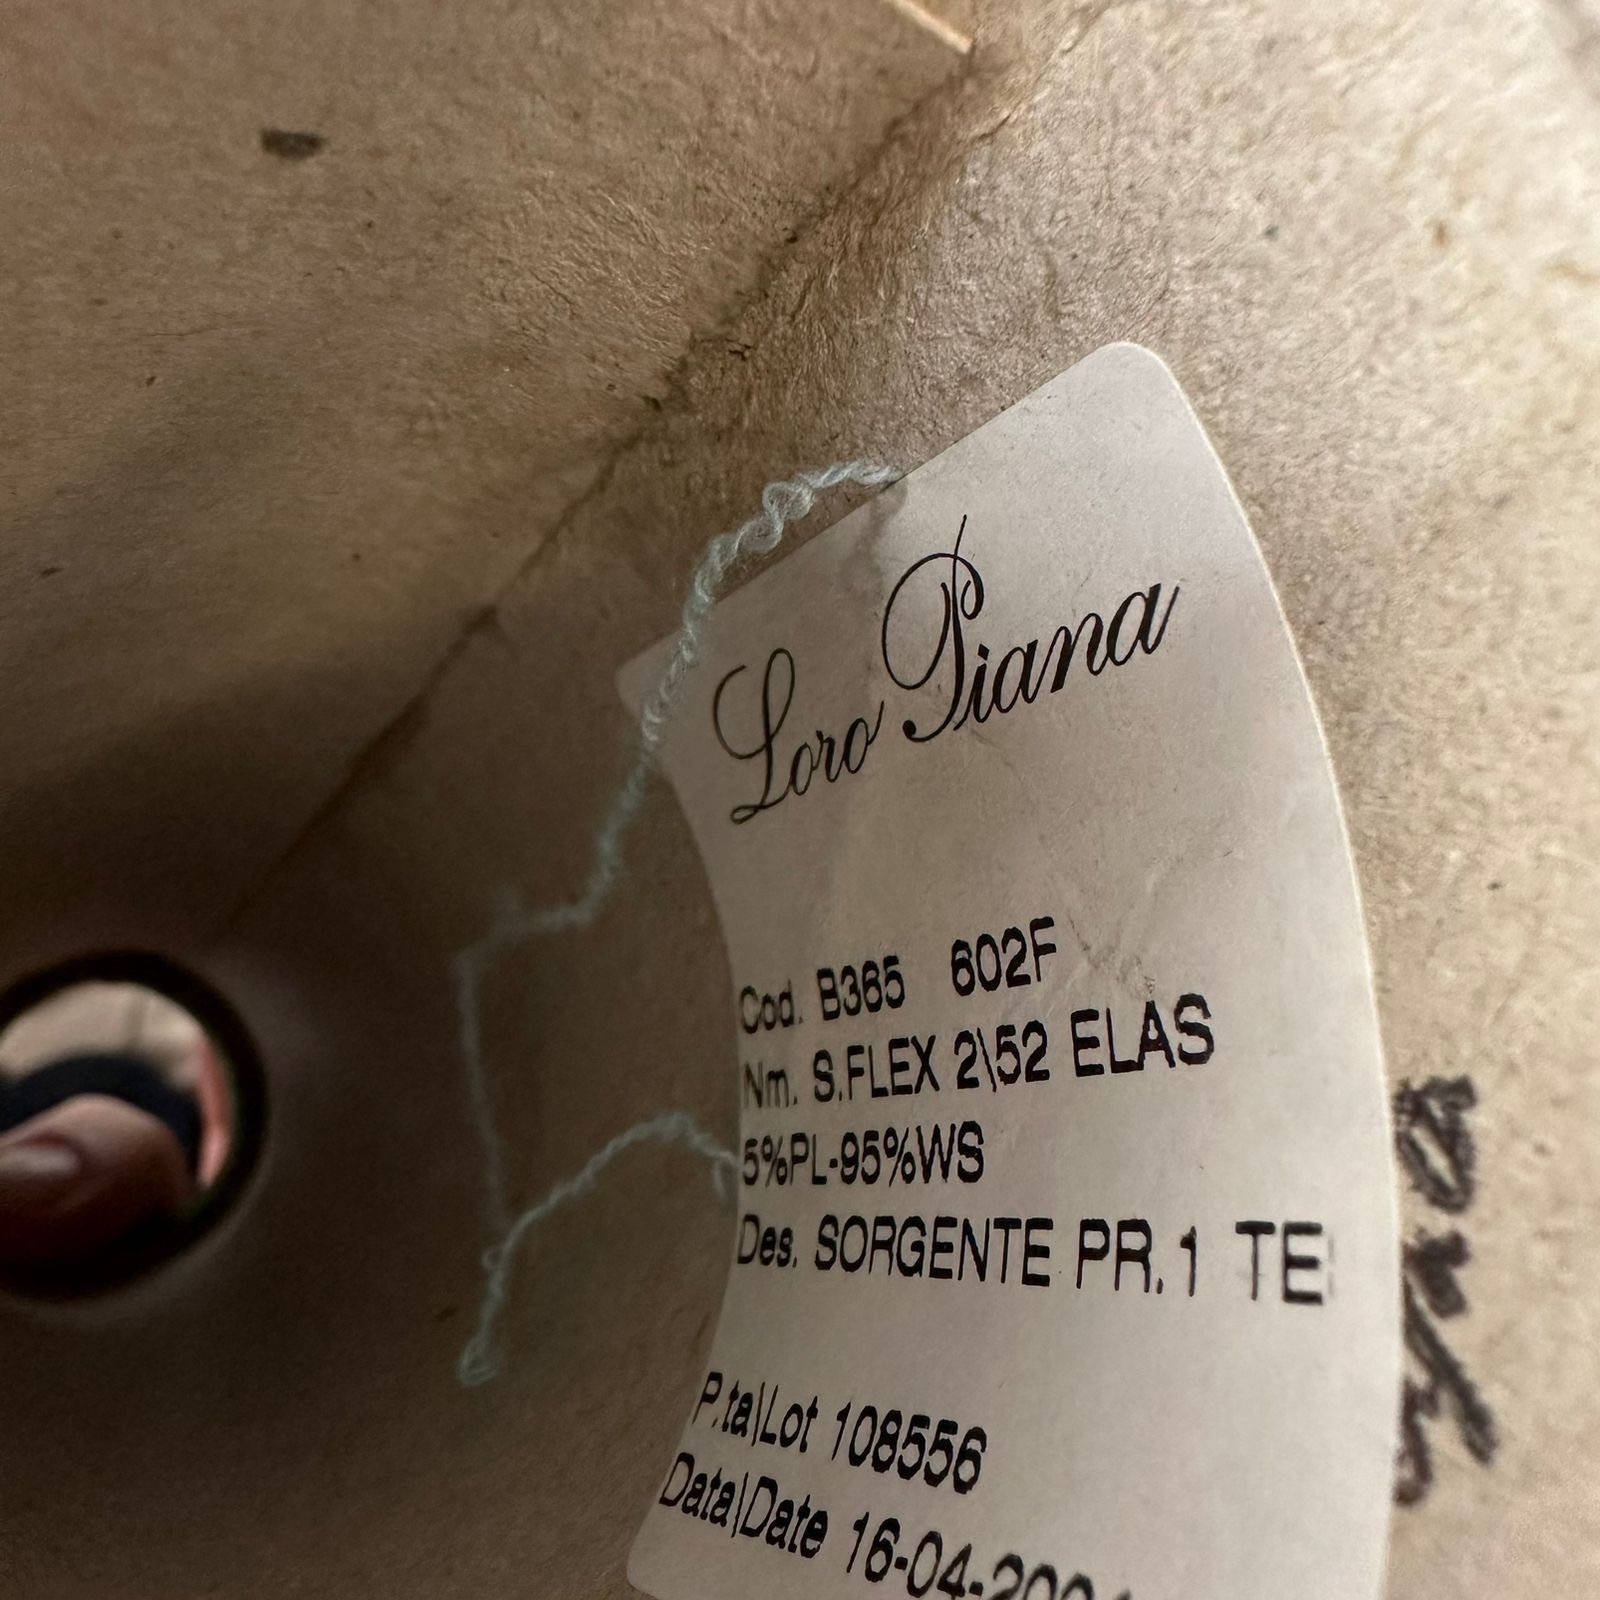 Loro Piana
Cod. B365 602F
Nm. S.FLEX 2\52 ELAS
5%PL-95%WS
Des. SORGENTE PR.1 TE
P.ta\Lot 108556
Data\Date 16-04-200